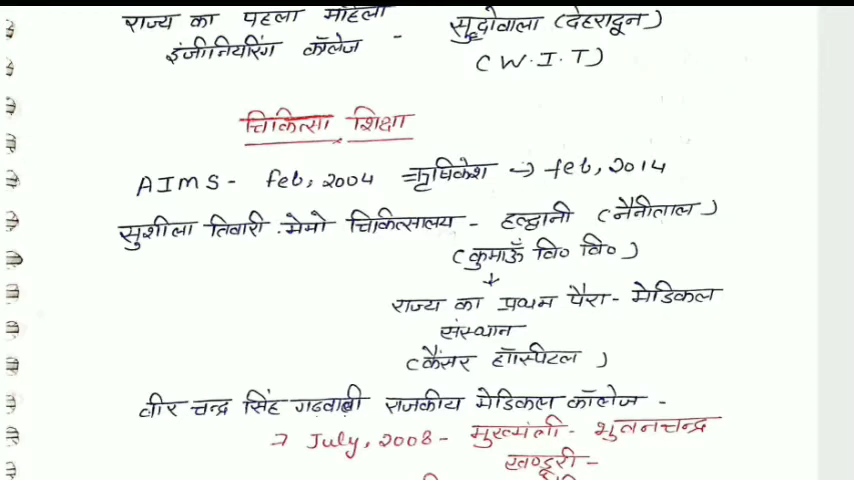 राज्य का पहला महिला - सुद्दोवाला (देहरादून)
इंजीनियरिंग कॉलेज (W.I.T)
चिकित्सा शिक्षा
AIMS - feb, 2004 =ऋषिकेश -> feb, 2014
सुशीला तिवारी मेमो चिकित्सालय - हल्द्वानी (नैनीताल)
(कुमाऊँ वि० वि०)
↓
राज्य का प्रथम पैरा-मेडिकल
संस्थान
(कैंसर हॉस्पिटल)
वीर चन्द्र सिंह गढ़वाली राजकीय मेडिकल कॉलेज -
→ July, 2008 - मुख्यमंत्री - भुवनचन्द्र
खण्डूरी -